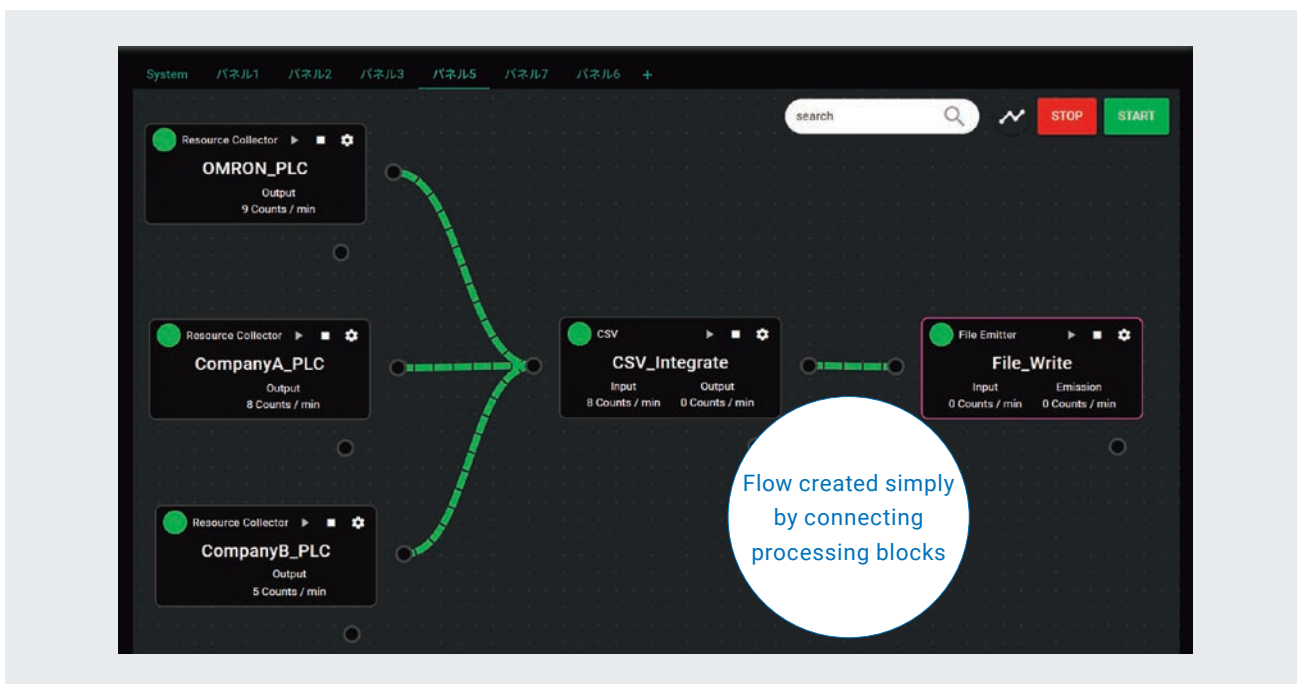 System パネル1 パネル2 パネル3 パネル5 パネル7 パネル6 +
search STOP START
Resource Collector
OMRON_PLC
Output
9 Counts / min
Resource Collector
CompanyA_PLC
Output
8 Counts / min
CSV
CSV_Integrate
Input Output
8 Counts / min 0 Counts / min
File Emitter
File_Write
Input Emission
0 Counts / min 0 Counts / min
Resource Collector
CompanyB_PLC
Output
5 Counts / min
Flow created simply
by connecting
processing blocks